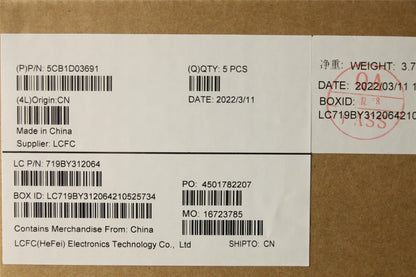 (P)P/N: 5CB1D03691
(Q)QTY: 5 PCS
(4L)Origin:CN
DATE: 2022/3/11
Made in China
Supplier: LCFC
净重: WEIGHT: 3.7
DATE: 2022/03/11 1
BOXID:
LC719BY312064210
QA
PASS
LC P/N: 719BY312064
PO: 4501782207
BOX ID: LC719BY312064210525734
MO: 16723785
Contains Merchandise From: China
LCFC(HeFei) Electronics Technology Co., Ltd
SHIPTO: CN